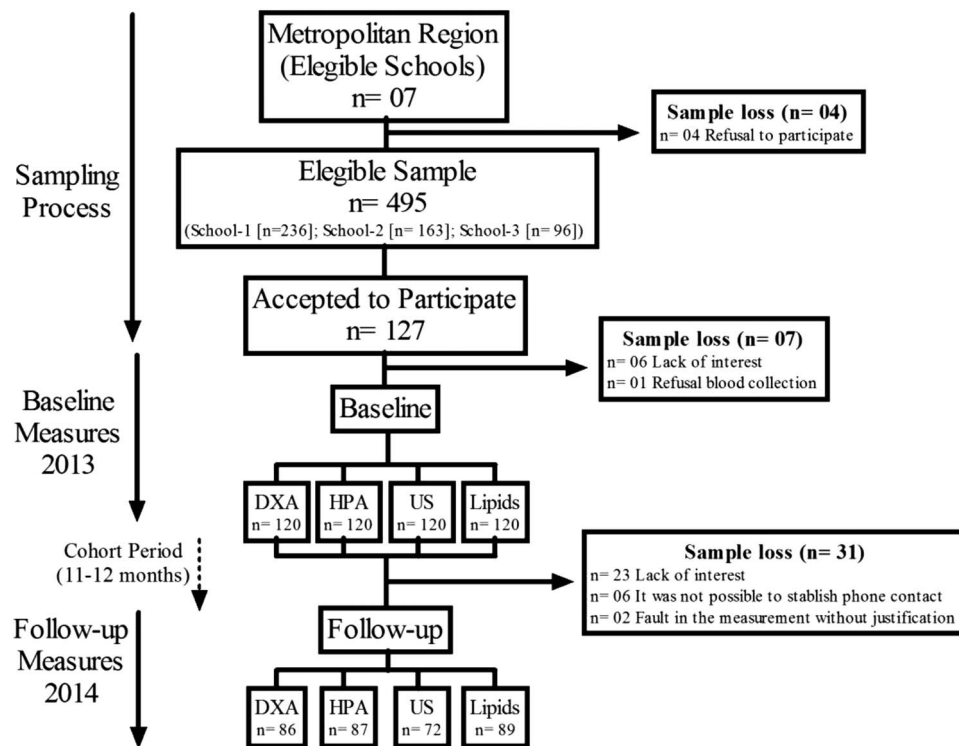 Metropolitan Region
(Elegible Schools)
n= 07
Sample loss (n= 04)
n= 04 Refusal to participate
Sampling
Process
Elegible Sample
n= 495
(School-1 [n=236]; School-2 [n= 163]; School-3 [n= 96])
Accepted to Participate
n= 127
Sample loss (n= 07)
n= 06 Lack of interest
n= 01 Refusal blood collection
Baseline
Measures
2013
Baseline
DXA
n= 120
HPA
n= 120
US
n= 120
Lipids
n= 120
Cohort Period
(11-12 months)
Sample loss (n= 31)
n= 23 Lack of interest
n= 06 It was not possible to stablish phone contact
n= 02 Fault in the measurement without justification
Follow-up
Measures
2014
Follow-up
DXA
n= 86
HPA
n= 87
US
n= 72
Lipids
n= 89